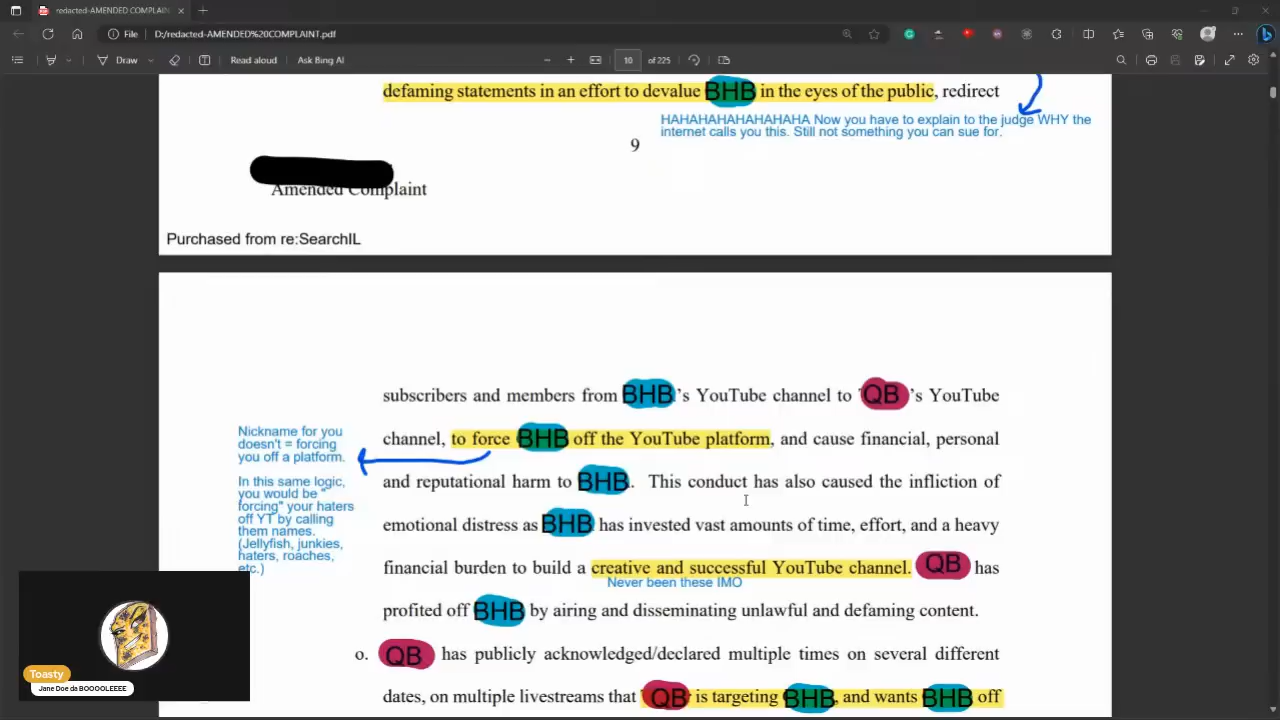 redacted-AMENDED COMPLAIN
File
D:/redacted-AMENDED%20COMPLAINT.pdf
Draw
Read aloud
Ask Bing AI
10 of 225
defaming statements in an effort to devalue BHB in the eyes of the public, redirect
HAHAHAHAHAHAHAHA Now you have to explain to the judge WHY the
internet calls you this. Still not something you can sue for.
9
Amended Complaint
Purchased from re:SearchIL
subscribers and members from BHB's YouTube channel to QB's YouTube
channel, to force BHB off the YouTube platform, and cause financial, personal
and reputational harm to BHB. This conduct has also caused the infliction of
emotional distress as BHB has invested vast amounts of time, effort, and a heavy
financial burden to build a creative and successful YouTube channel. QB has
Never been these IMO
profited off BHB by airing and disseminating unlawful and defaming content.
o. QB has publicly acknowledged/declared multiple times on several different
dates, on multiple livestreams that QB is targeting BHB, and wants BHB off
Nickname for you
doesn't = forcing
you off a platform.
In this same logic,
you would be "
forcing" your haters
off YT by calling
them names.
(Jellyfish, junkies,
haters, roaches,
etc.)
Toasty
Jane Doe da BOOOOLEEEE